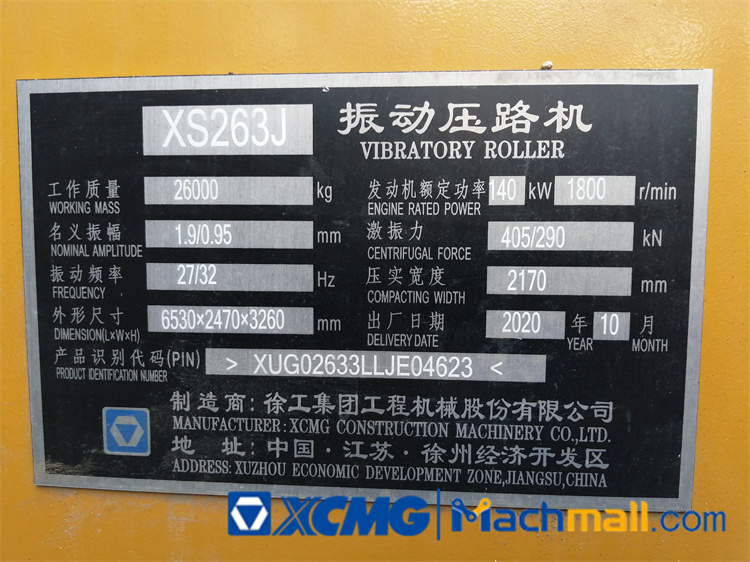 XS263J 振动压路机
VIBRATORY ROLLER
工作质量 26000 kg 发动机额定功率 140 kW 1800 r/min
WORKING MASS ENGINE RATED POWER
名义振幅 1.9/0.95 mm 激振力 405/290 kN
NOMINAL AMPLITUDE CENTRIFUGAL FORCE
振动频率 27/32 Hz 压实宽度 2170 mm
FREQUENCY COMPACTING WIDTH
外形尺寸 6530×2470×3260 mm 出厂日期 2020 年 10 月
DIMENSION(L×W×H) DELIVERY DATE YEAR MONTH
产品识别代码(PIN) > XUG02633LLJE04623 <
PRODUCT IDENTIFICATION NUMBER
制造商:徐工集团工程机械股份有限公司
MANUFACTURER:XCMG CONSTRUCTION MACHINERY CO.,LTD.
地 址:中国·江苏·徐州经济开发区
ADDRESS:XUZHOU ECONOMIC DEVELOPMENT ZONE,JIANGSU,CHINA
XCMG Machmall.com